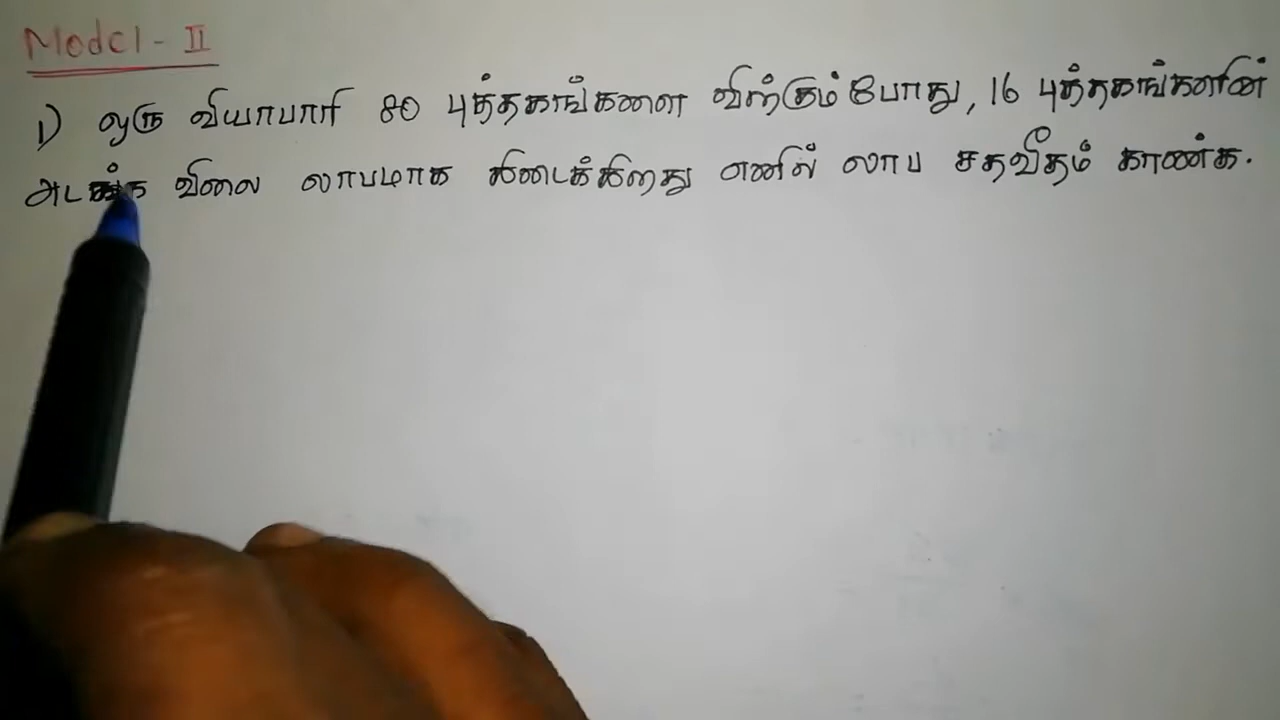 Model - II
1) ஒரு வியாபாரி 80 புத்தகங்களை விற்கும்போது, 16 புத்தகங்களின்
அடக்க விலை லாபமாக கிடைக்கிறது எனில் லாப சதவீதம் காண்க.